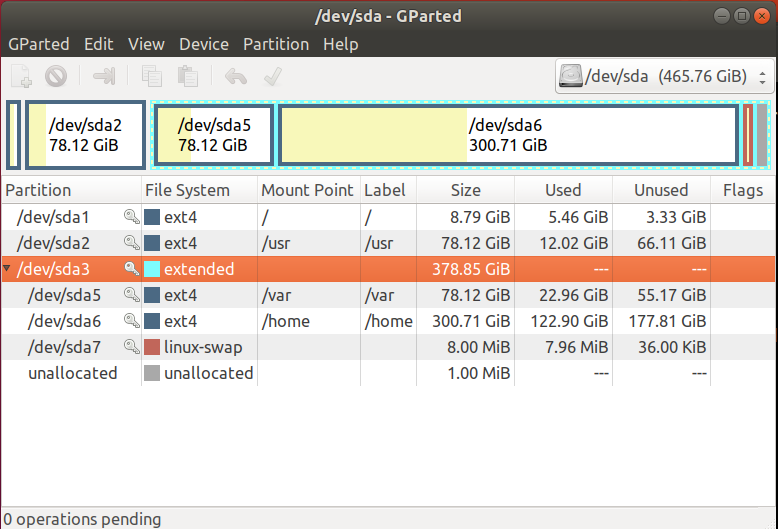 /dev/sda - GParted
GParted Edit View Device Partition Help
/dev/sda (465.76 GiB)
/dev/sda2 /dev/sda5 /dev/sda6
78.12 GiB 78.12 GiB 300.71 GiB
Partition File System Mount Point Label Size Used Unused Flags
/dev/sda1 ext4 / / 8.79 GiB 5.46 GiB 3.33 GiB
/dev/sda2 ext4 /usr /usr 78.12 GiB 12.02 GiB 66.11 GiB
/dev/sda3 extended 378.85 GiB --- ---
/dev/sda5 ext4 /var /var 78.12 GiB 22.96 GiB 55.17 GiB
/dev/sda6 ext4 /home /home 300.71 GiB 122.90 GiB 177.81 GiB
/dev/sda7 linux-swap 8.00 MiB 7.96 MiB 36.00 KiB
unallocated unallocated 1.00 MiB --- ---
0 operations pending